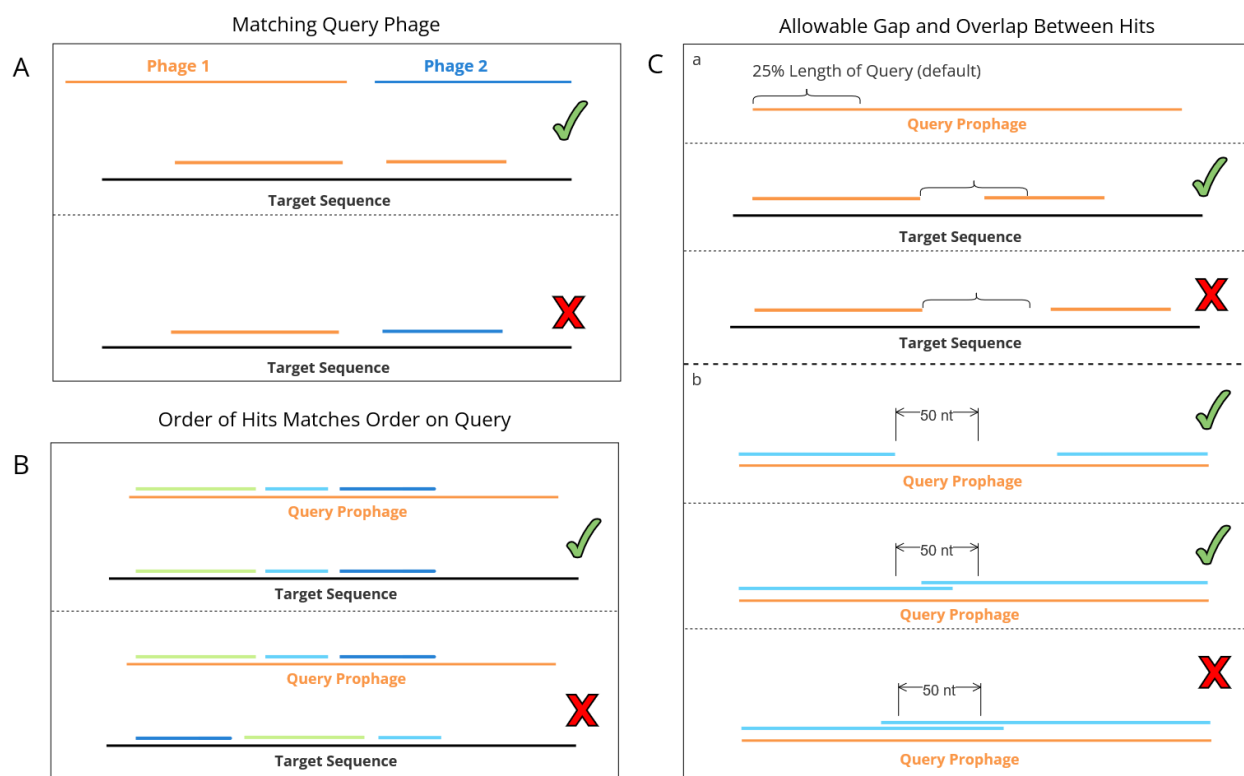 Matching Query Phage
A
Phage 1
Phage 2
Target Sequence
Target Sequence
Order of Hits Matches Order on Query
B
Query Prophage
Target Sequence
Query Prophage
Target Sequence
Allowable Gap and Overlap Between Hits
C
a
25% Length of Query (default)
Query Prophage
Target Sequence
Target Sequence
b
50 nt
Query Prophage
50 nt
Query Prophage
50 nt
Query Prophage